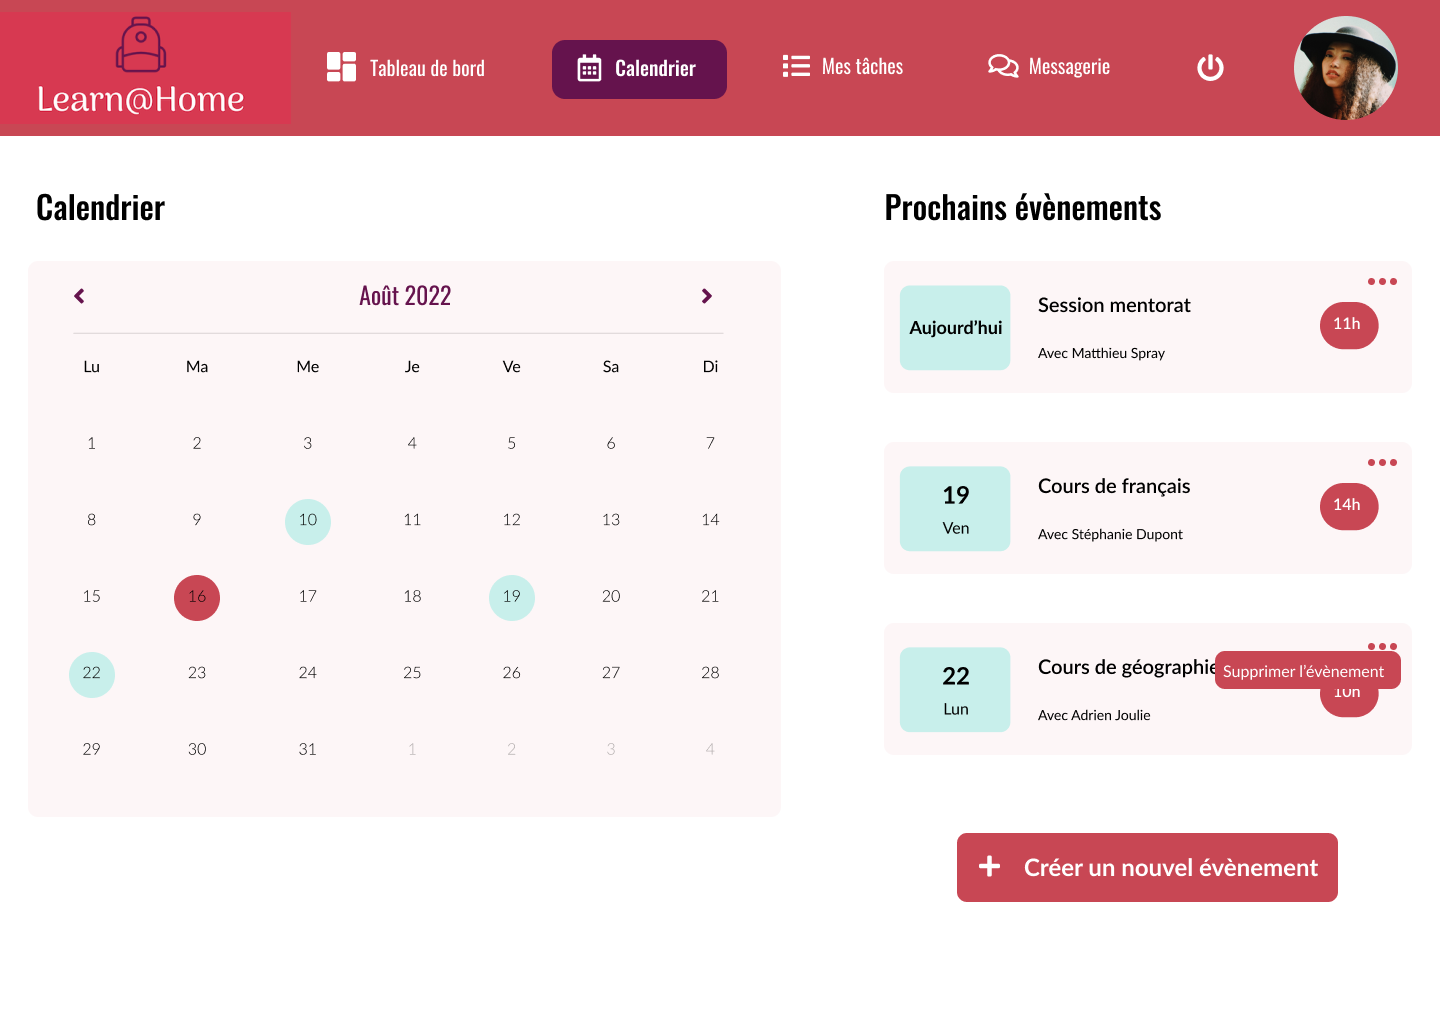 Learn@Home
Tableau de bord
Calendrier
Mes tâches
Messagerie
Calendrier
Août 2022
Lu Ma Me Je Ve Sa Di
1 2 3 4 5 6 7
8 9 10 11 12 13 14
15 16 17 18 19 20 21
22 23 24 25 26 27 28
29 30 31 1 2 3 4
Prochains évènements
Aujourd'hui
Session mentorat
Avec Matthieu Spray
11h
19
Ven
Cours de français
Avec Stéphanie Dupont
14h
22
Lun
Cours de géographie
Supprimer l'évènement
Avec Adrien Joulie
10h
Créer un nouvel évènement